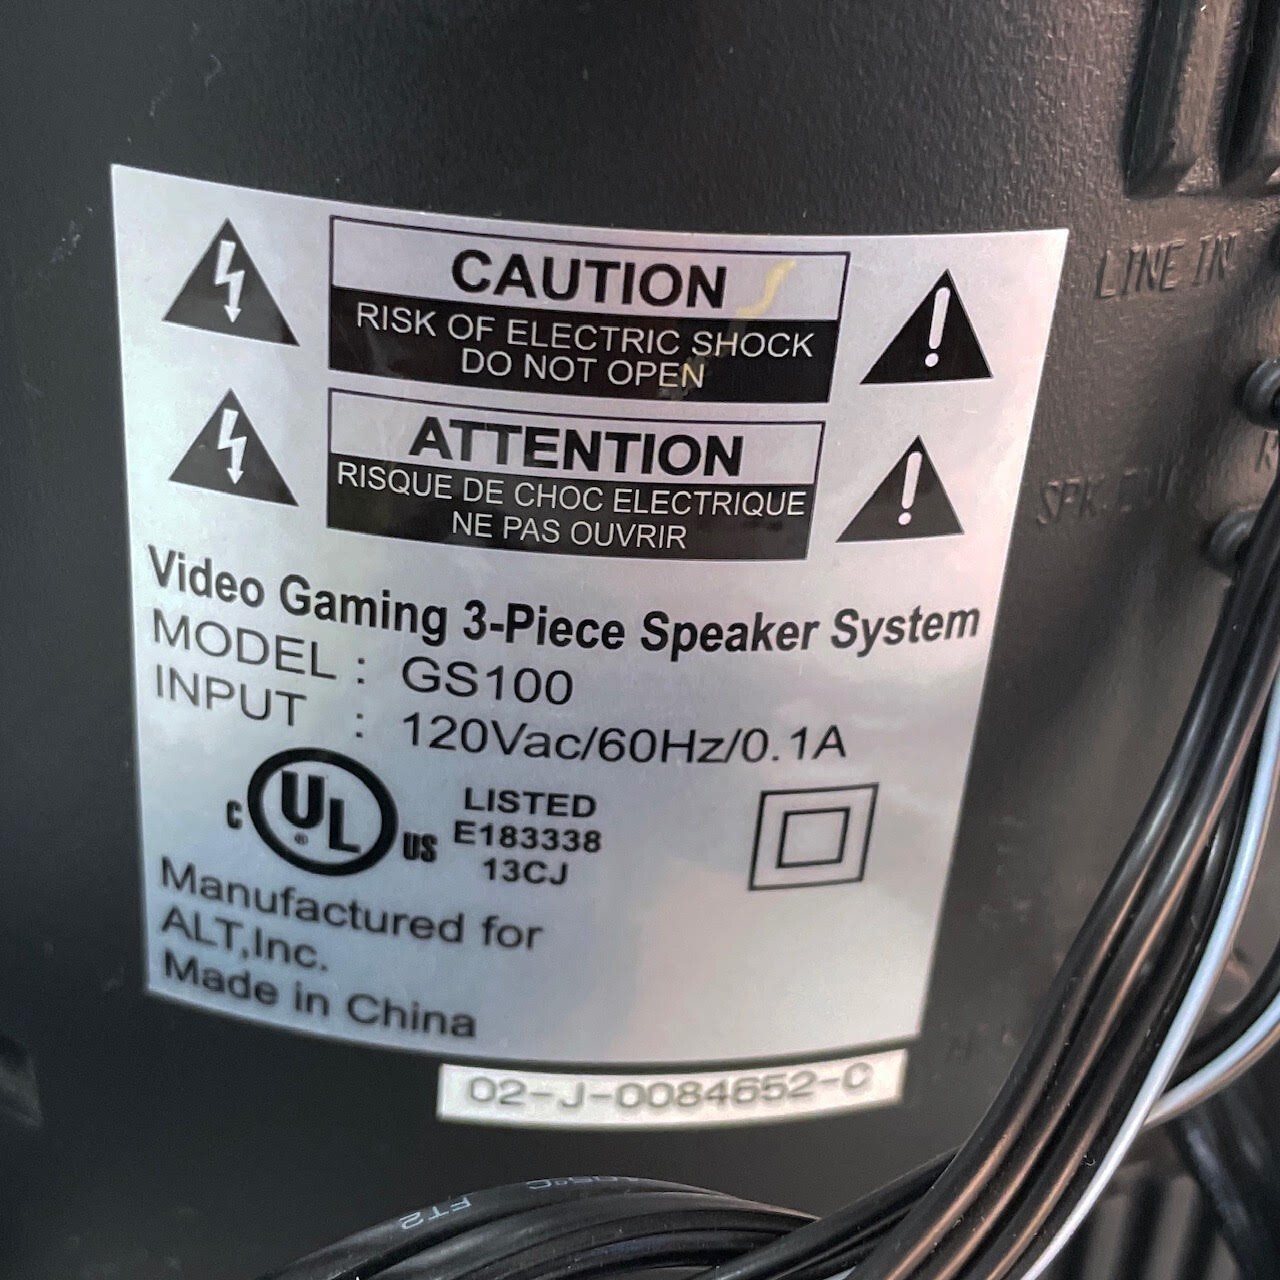 CAUTION
RISK OF ELECTRIC SHOCK
DO NOT OPEN
ATTENTION
RISQUE DE CHOC ELECTRIQUE
NE PAS OUVRIR
Video Gaming 3-Piece Speaker System
MODEL : GS100
INPUT : 120Vac/60Hz/0.1A
C UL ® US
LISTED
E183338
13CJ
Manufactured for
ALT,Inc.
Made in China
02-J-0084652-C
LINE IN
SPK.
FT2